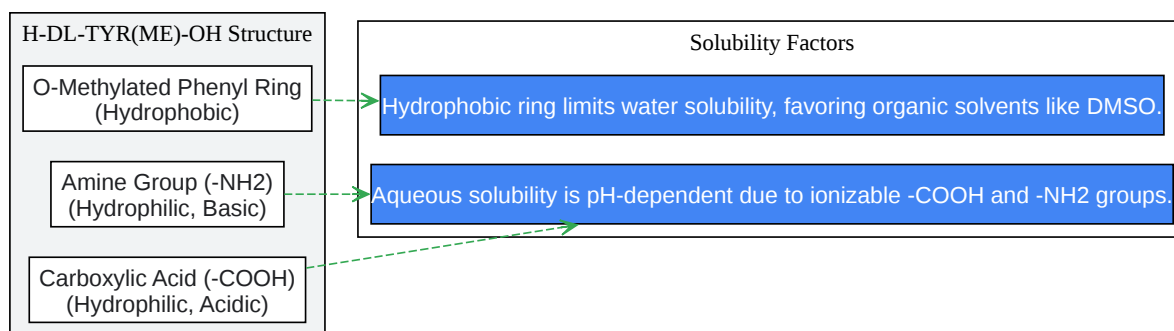 H-DL-TYR(ME)-OH Structure
O-Methylated Phenyl Ring
(Hydrophobic)
Amine Group (-NH2)
(Hydrophilic, Basic)
Carboxylic Acid (-COOH)
(Hydrophilic, Acidic)
Solubility Factors
Hydrophobic ring limits water solubility, favoring organic solvents like DMSO.
Aqueous solubility is pH-dependent due to ionizable -COOH and -NH2 groups.